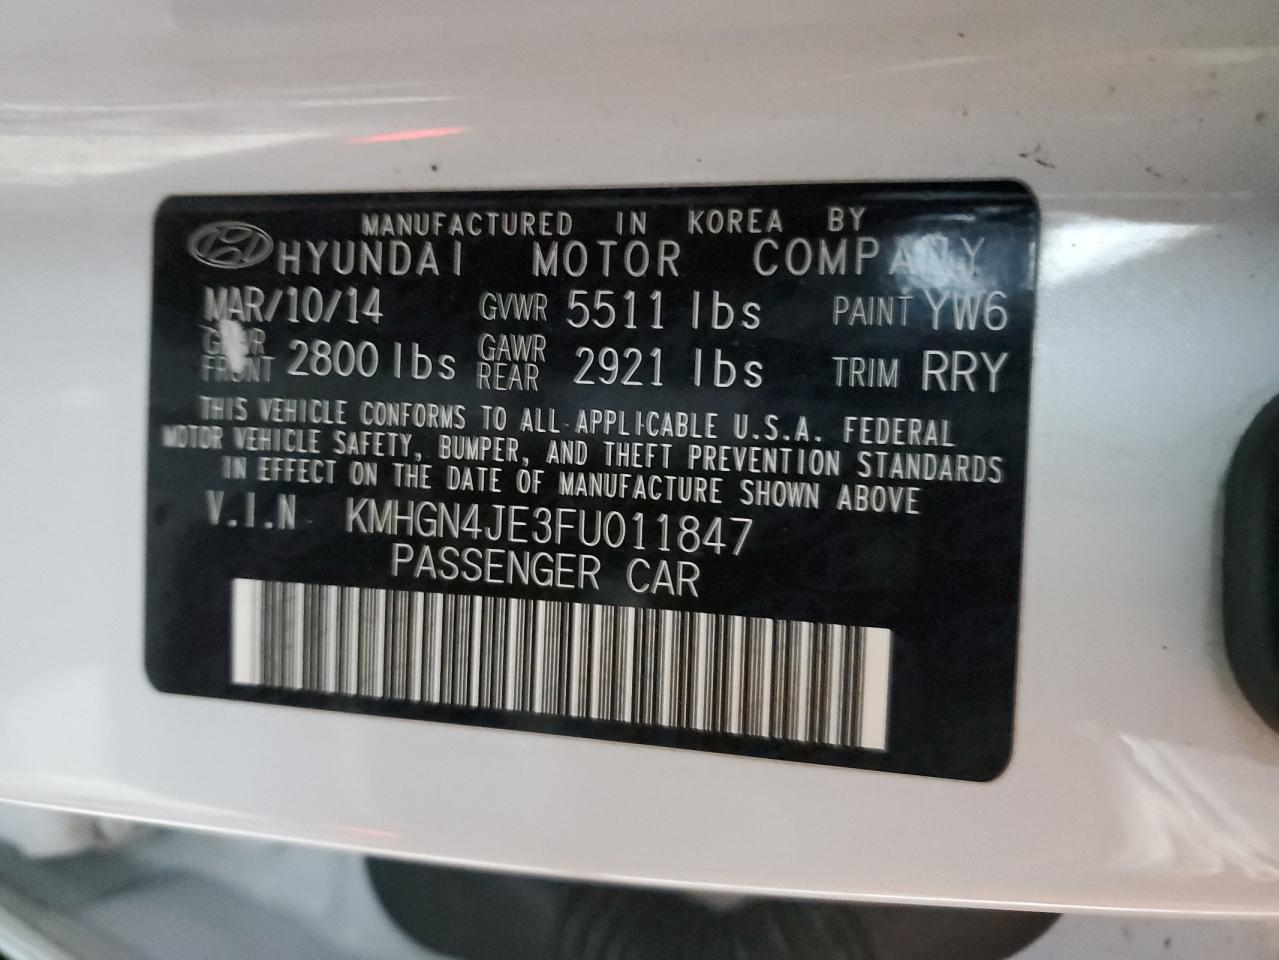 MANUFACTURED IN KOREA BY
HYUNDAI MOTOR COMPANY
MAR/10/14 GVWR 5511 lbs PAINT YW6
GAWR FRONT 2800 lbs GAWR REAR 2921 lbs TRIM RRY
THIS VEHICLE CONFORMS TO ALL APPLICABLE U.S.A. FEDERAL
MOTOR VEHICLE SAFETY, BUMPER, AND THEFT PREVENTION STANDARDS
IN EFFECT ON THE DATE OF MANUFACTURE SHOWN ABOVE
V.I.N KMHGN4JE3FU011847
PASSENGER CAR